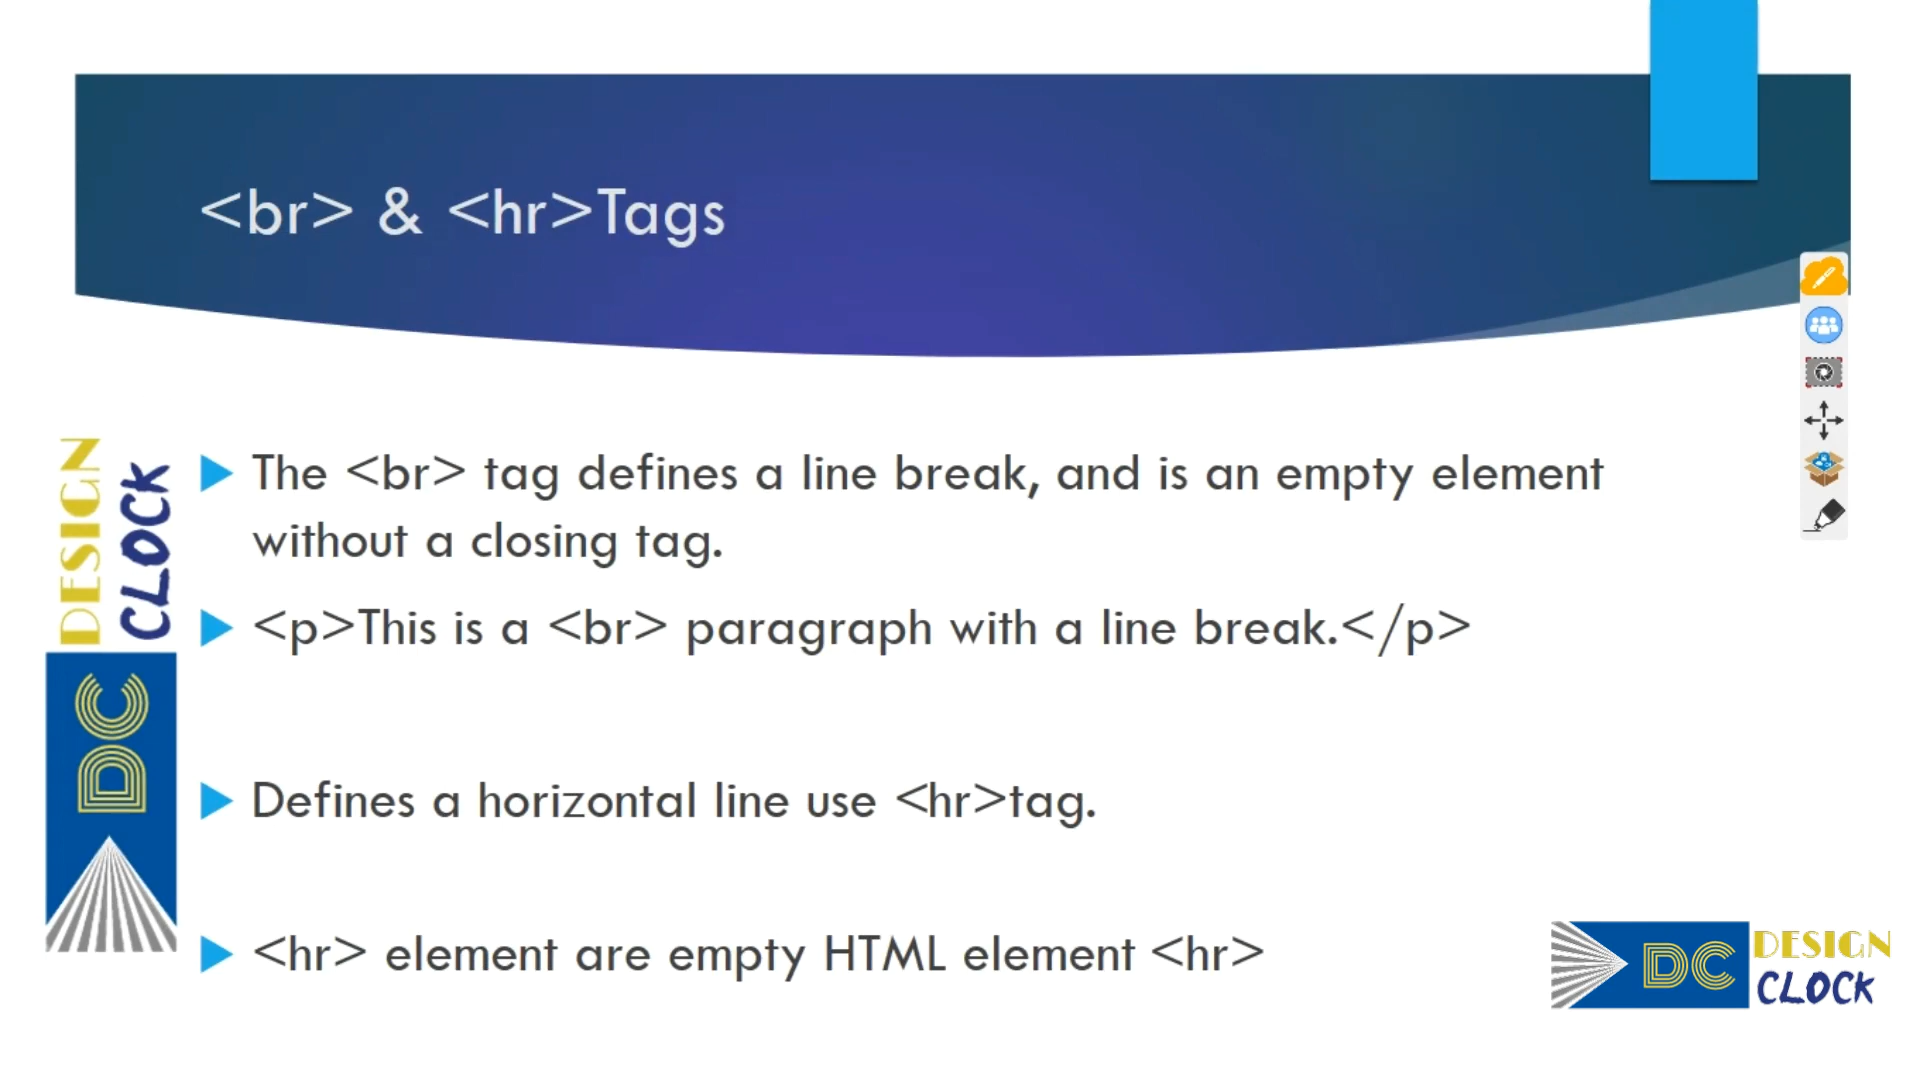 <br> & <hr>Tags
The <br> tag defines a line break, and is an empty element
without a closing tag.
<p>This is a <br> paragraph with a line break.</p>
Defines a horizontal line use <hr>tag.
<hr> element are empty HTML element <hr>
DESIGN
CLOCK
DC
DC
DESIGN
CLOCK